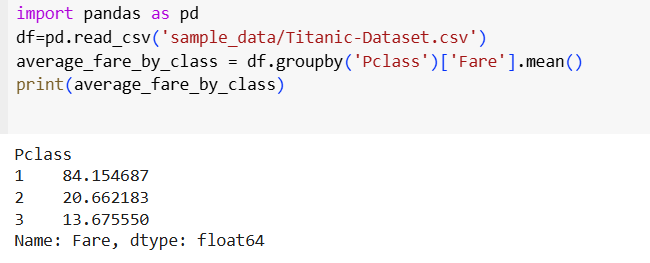 import pandas as pd
df=pd.read_csv('sample_data/Titanic-Dataset.csv')
average_fare_by_class = df.groupby('Pclass')['Fare'].mean()
print(average_fare_by_class)
Pclass
1    84.154687
2    20.662183
3    13.675550
Name: Fare, dtype: float64